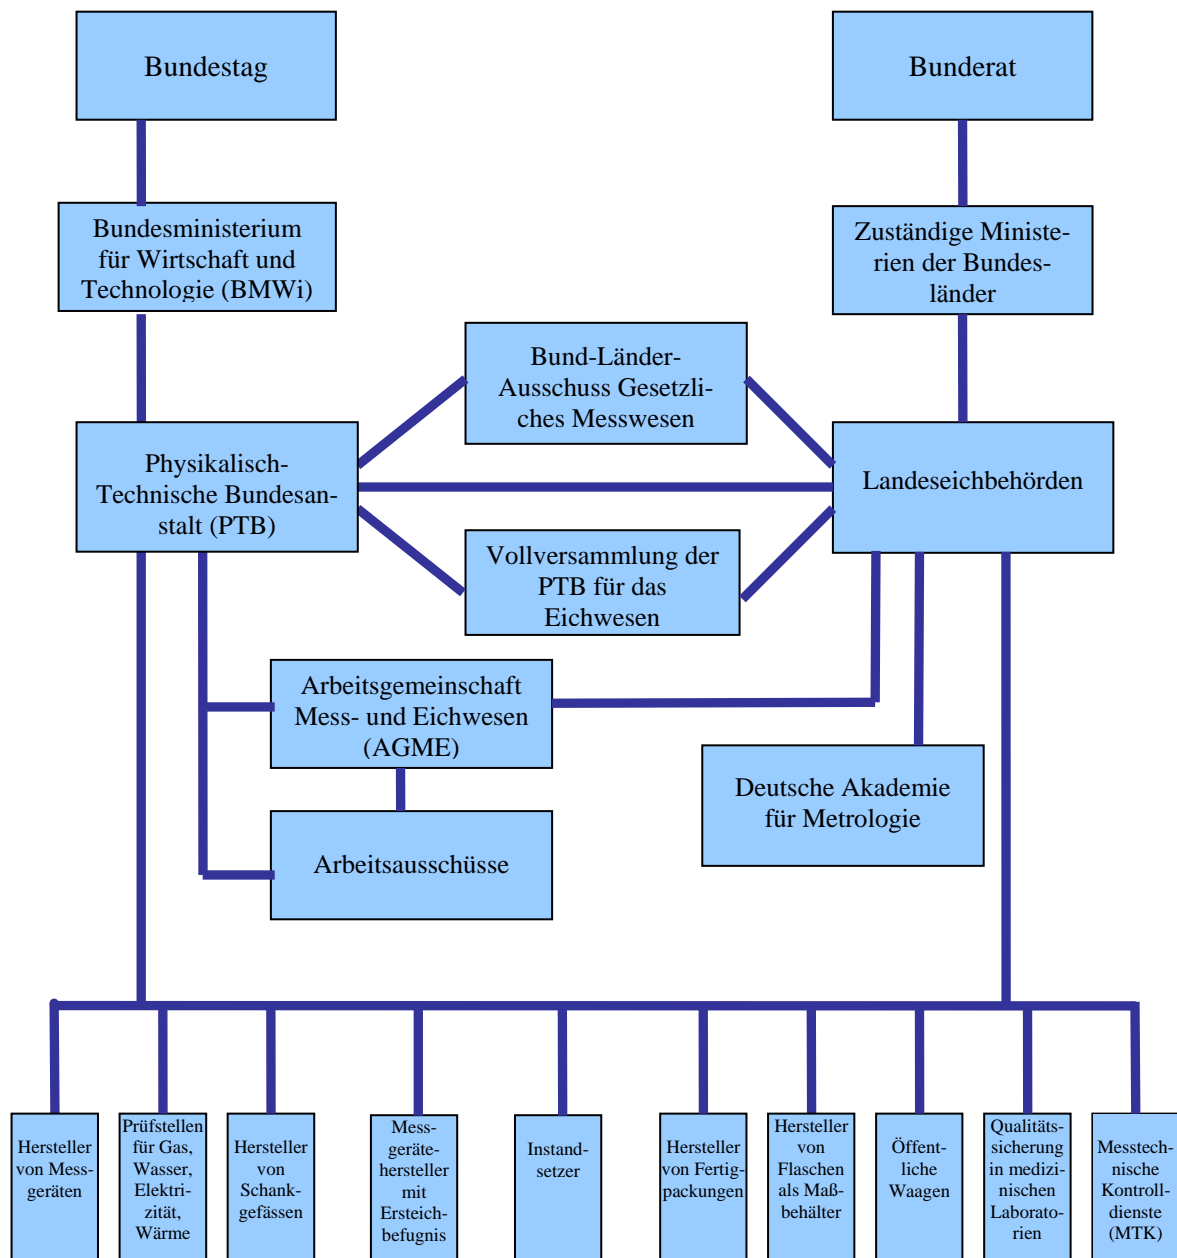 Bundestag
Bunderat
Bundesministerium
für Wirtschaft und
Technologie (BMWi)
Zuständige Ministe-
rien der Bundes-
länder
Bund-Länder-
Ausschuss Gesetzli-
ches Messwesen
Physikalisch-
Technische Bundesan-
stalt (PTB)
Landeseichbehörden
Vollversammlung der
PTB für das
Eichwesen
Arbeitsgemeinschaft
Mess- und Eichwesen
(AGME)
Deutsche Akademie
für Metrologie
Arbeitsausschüsse
Hersteller
von Mess-
geräten
Prüfstellen
für Gas,
Wasser,
Elektri-
zität,
Wärme
Hersteller
von
Schank-
gefässen
Mess-
geräte-
hersteller
mit
Ersteich-
befugnis
Instand-
setzer
Hersteller
von Fertig-
packungen
Hersteller
von
Flaschen
als Maß-
behälter
Öffent-
liche
Waagen
Qualitäts-
sicherung
in medizi-
nischen
Laborato-
rien
Messtech-
nische
Kontroll-
dienste
(MTK)